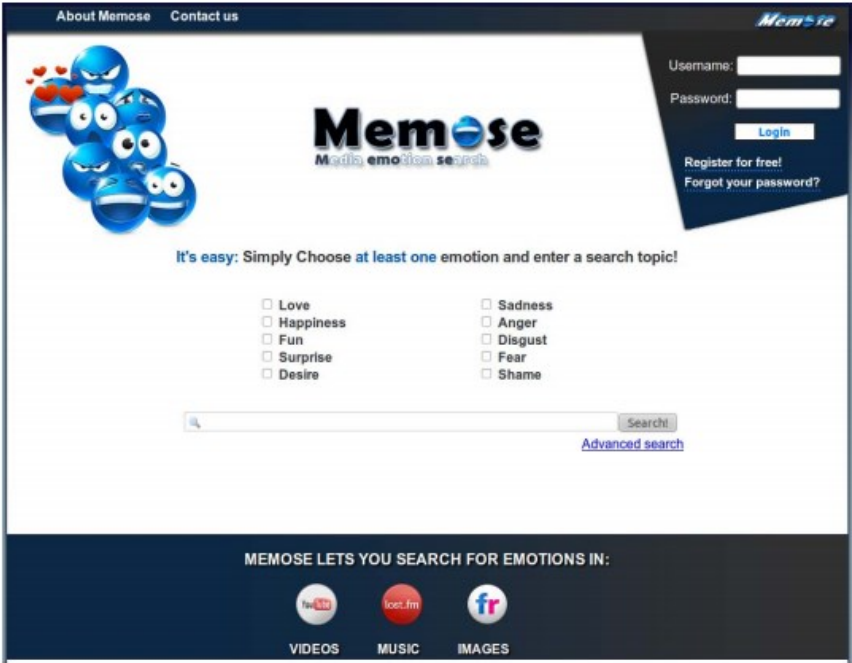 About Memose Contact us Memose
Username:
Password:
Login
Register for free!
Forgot your password?
Memose
Media emotion search
It's easy: Simply Choose at least one emotion and enter a search topic!
Love
Happiness
Fun
Surprise
Desire
Sadness
Anger
Disgust
Fear
Shame
Search!
Advanced search
MEMOSE LETS YOU SEARCH FOR EMOTIONS IN:
YouTube
lost.fm
fr
VIDEOS MUSIC IMAGES